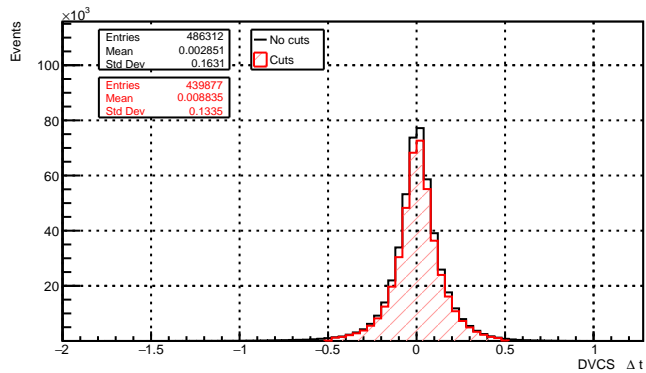 ×10³
Events
Entries 486312
Mean 0.002851
Std Dev 0.1631
Entries 439877
Mean 0.008835
Std Dev 0.1335
No cuts
Cuts
100
80
60
40
20
−2 −1.5 −1 −0.5 0 0.5 1
DVCS Δ t